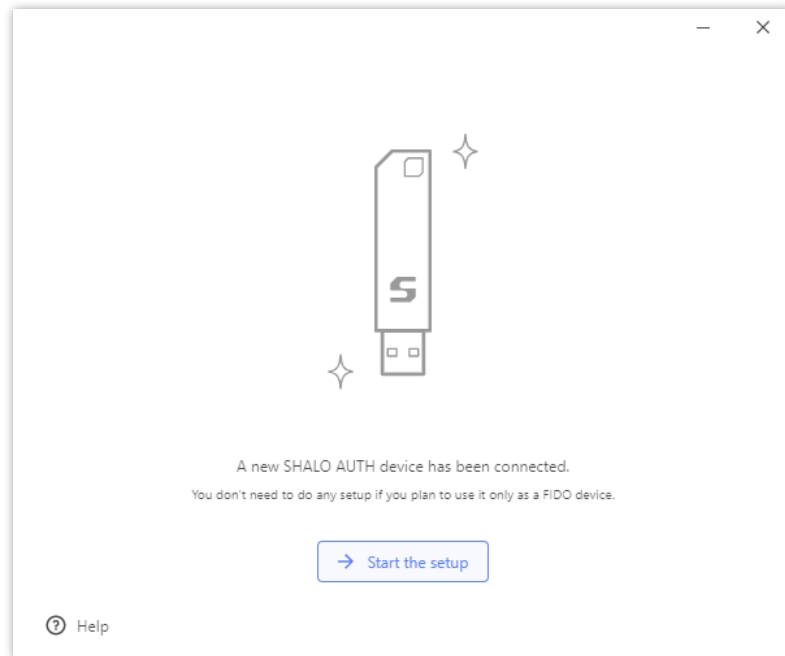 S
A new SHALO AUTH device has been connected.
You don't need to do any setup if you plan to use it only as a FIDO device.
Start the setup
? Help